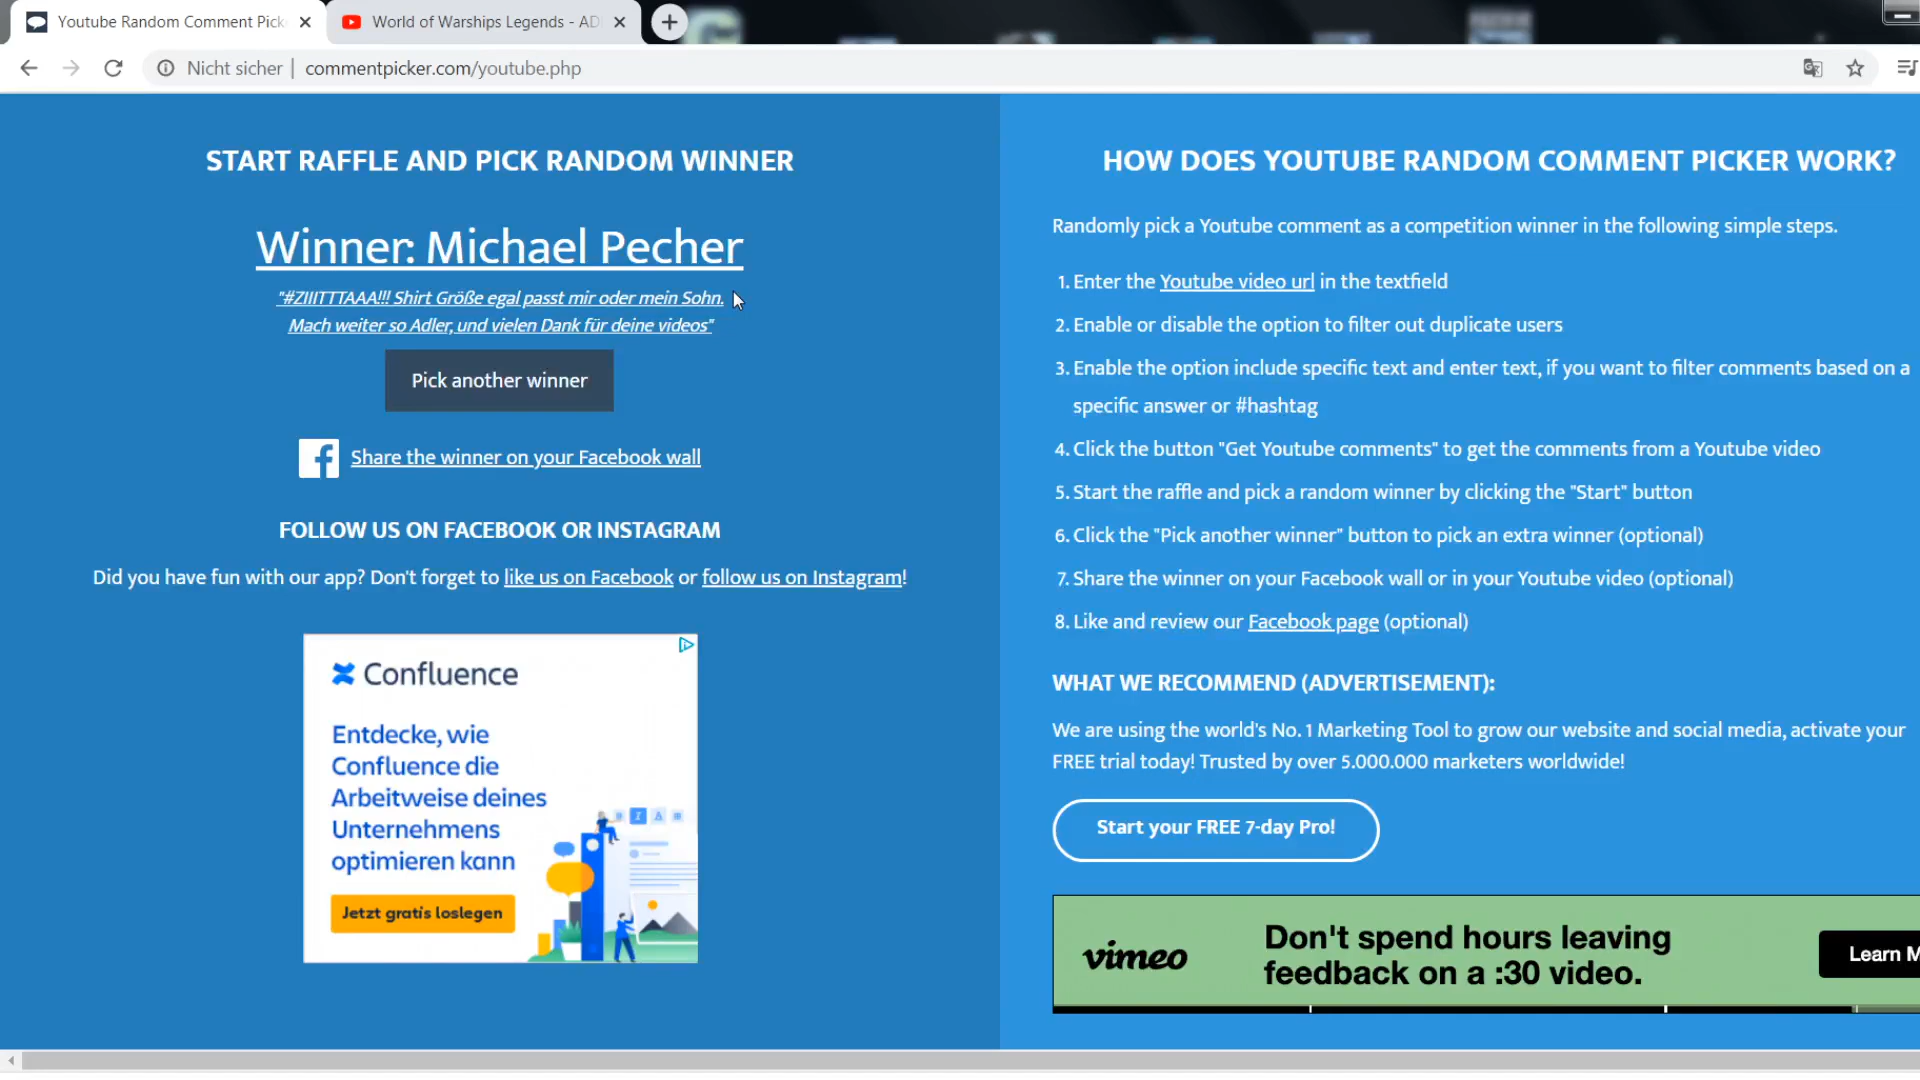 Youtube Random Comment Pick
World of Warships Legends - AD
Nicht sicher | commentpicker.com/youtube.php
START RAFFLE AND PICK RANDOM WINNER
Winner: Michael Pecher
"#ZIIITTTAAA!!! Shirt Größe egal passt mir oder mein Sohn.
Mach weiter so Adler, und vielen Dank für deine videos"
Pick another winner
Share the winner on your Facebook wall
FOLLOW US ON FACEBOOK OR INSTAGRAM
Did you have fun with our app? Don't forget to like us on Facebook or follow us on Instagram!
Confluence
Entdecke, wie
Confluence die
Arbeitsweise deines
Unternehmens
optimieren kann
Jetzt gratis loslegen
HOW DOES YOUTUBE RANDOM COMMENT PICKER WORK?
Randomly pick a Youtube comment as a competition winner in the following simple steps.
1. Enter the Youtube video url in the textfield
2. Enable or disable the option to filter out duplicate users
3. Enable the option include specific text and enter text, if you want to filter comments based on a
specific answer or #hashtag
4. Click the button "Get Youtube comments" to get the comments from a Youtube video
5. Start the raffle and pick a random winner by clicking the "Start" button
6. Click the "Pick another winner" button to pick an extra winner (optional)
7. Share the winner on your Facebook wall or in your Youtube video (optional)
8. Like and review our Facebook page (optional)
WHAT WE RECOMMEND (ADVERTISEMENT):
We are using the world's No. 1 Marketing Tool to grow our website and social media, activate your
FREE trial today! Trusted by over 5.000.000 marketers worldwide!
Start your FREE 7-day Pro!
vimeo
Don't spend hours leaving
feedback on a :30 video.
Learn M